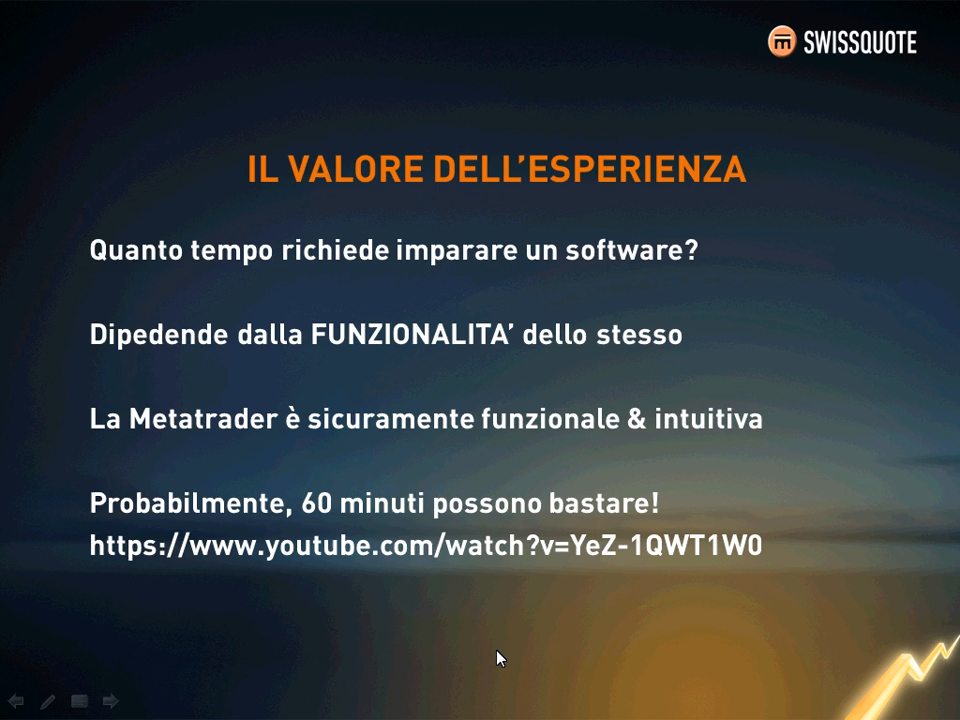 SWISSQUOTE
IL VALORE DELL’ESPERIENZA
Quanto tempo richiede imparare un software?
Dipedende dalla FUNZIONALITA’ dello stesso
La Metatrader è sicuramente funzionale & intuitiva
Probabilmente, 60 minuti possono bastare!
https://www.youtube.com/watch?v=YeZ-1QWT1W0